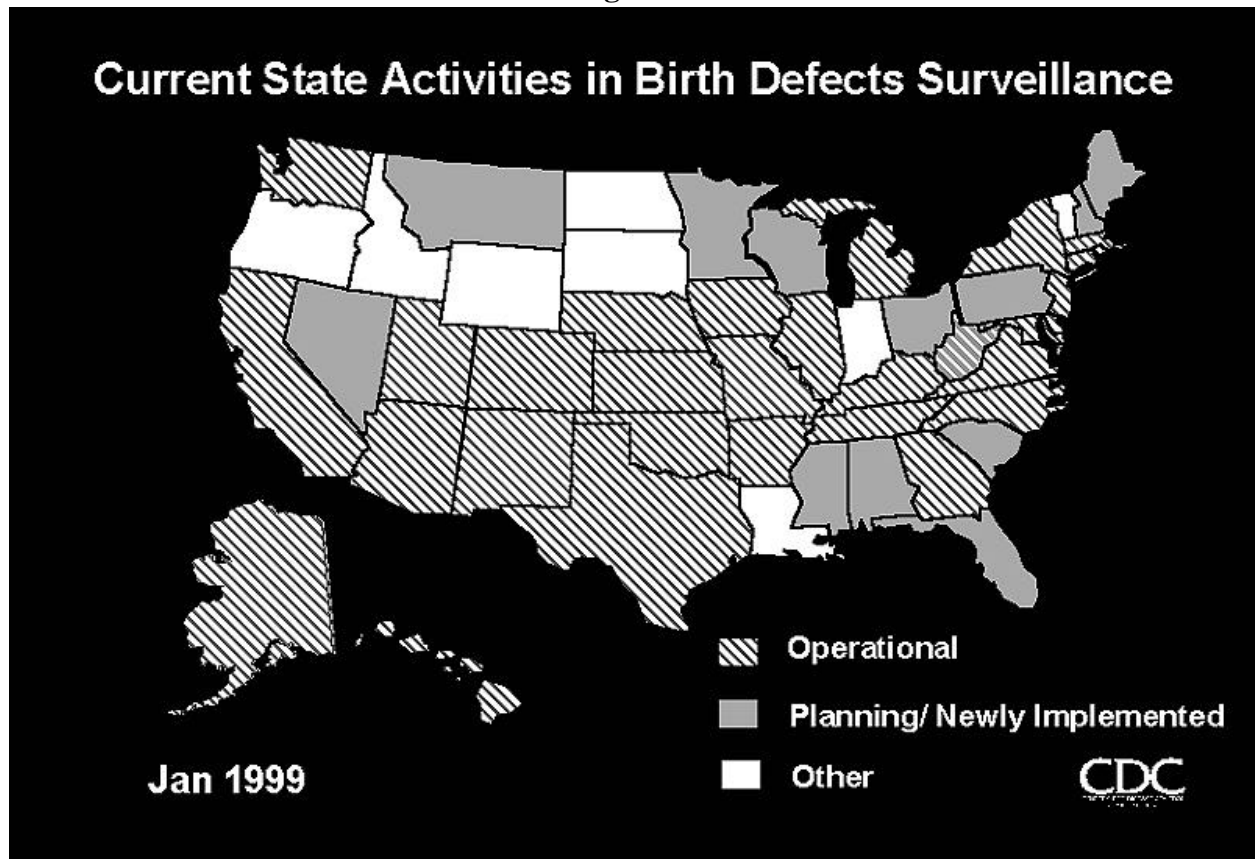 Current State Activities in Birth Defects Surveillance
Operational
Planning/ Newly Implemented
Other
Jan 1999
CDC